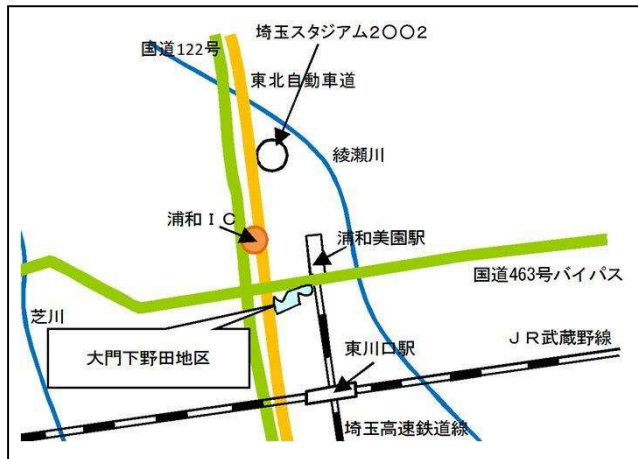 埼玉スタジアム2〇〇2
国道122号
東北自動車道
綾瀬川
浦和IC
浦和美園駅
国道463号バイパス
芝川
大門下野田地区
東川口駅
JR武蔵野線
埼玉高速鉄道線